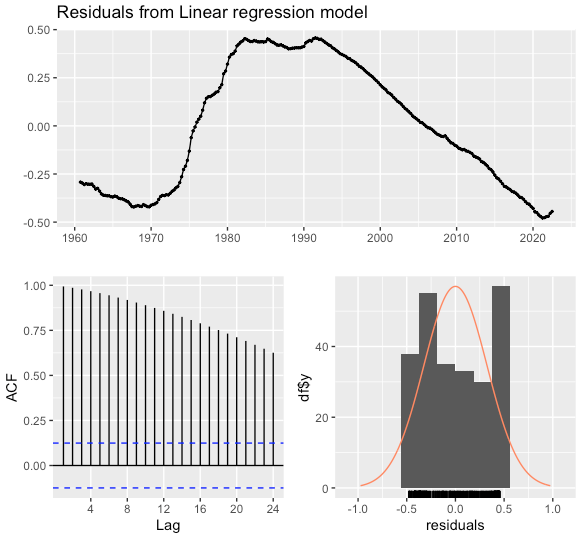 Residuals from Linear regression model
0.50
0.25
0.00
-0.25
-0.50
1960 1970 1980 1990 2000 2010 2020
1.00
0.75
0.50
0.25
0.00
ACF
4 8 12 16 20 24
Lag
40
20
0
df$y
-1.0 -0.5 0.0 0.5 1.0
residuals